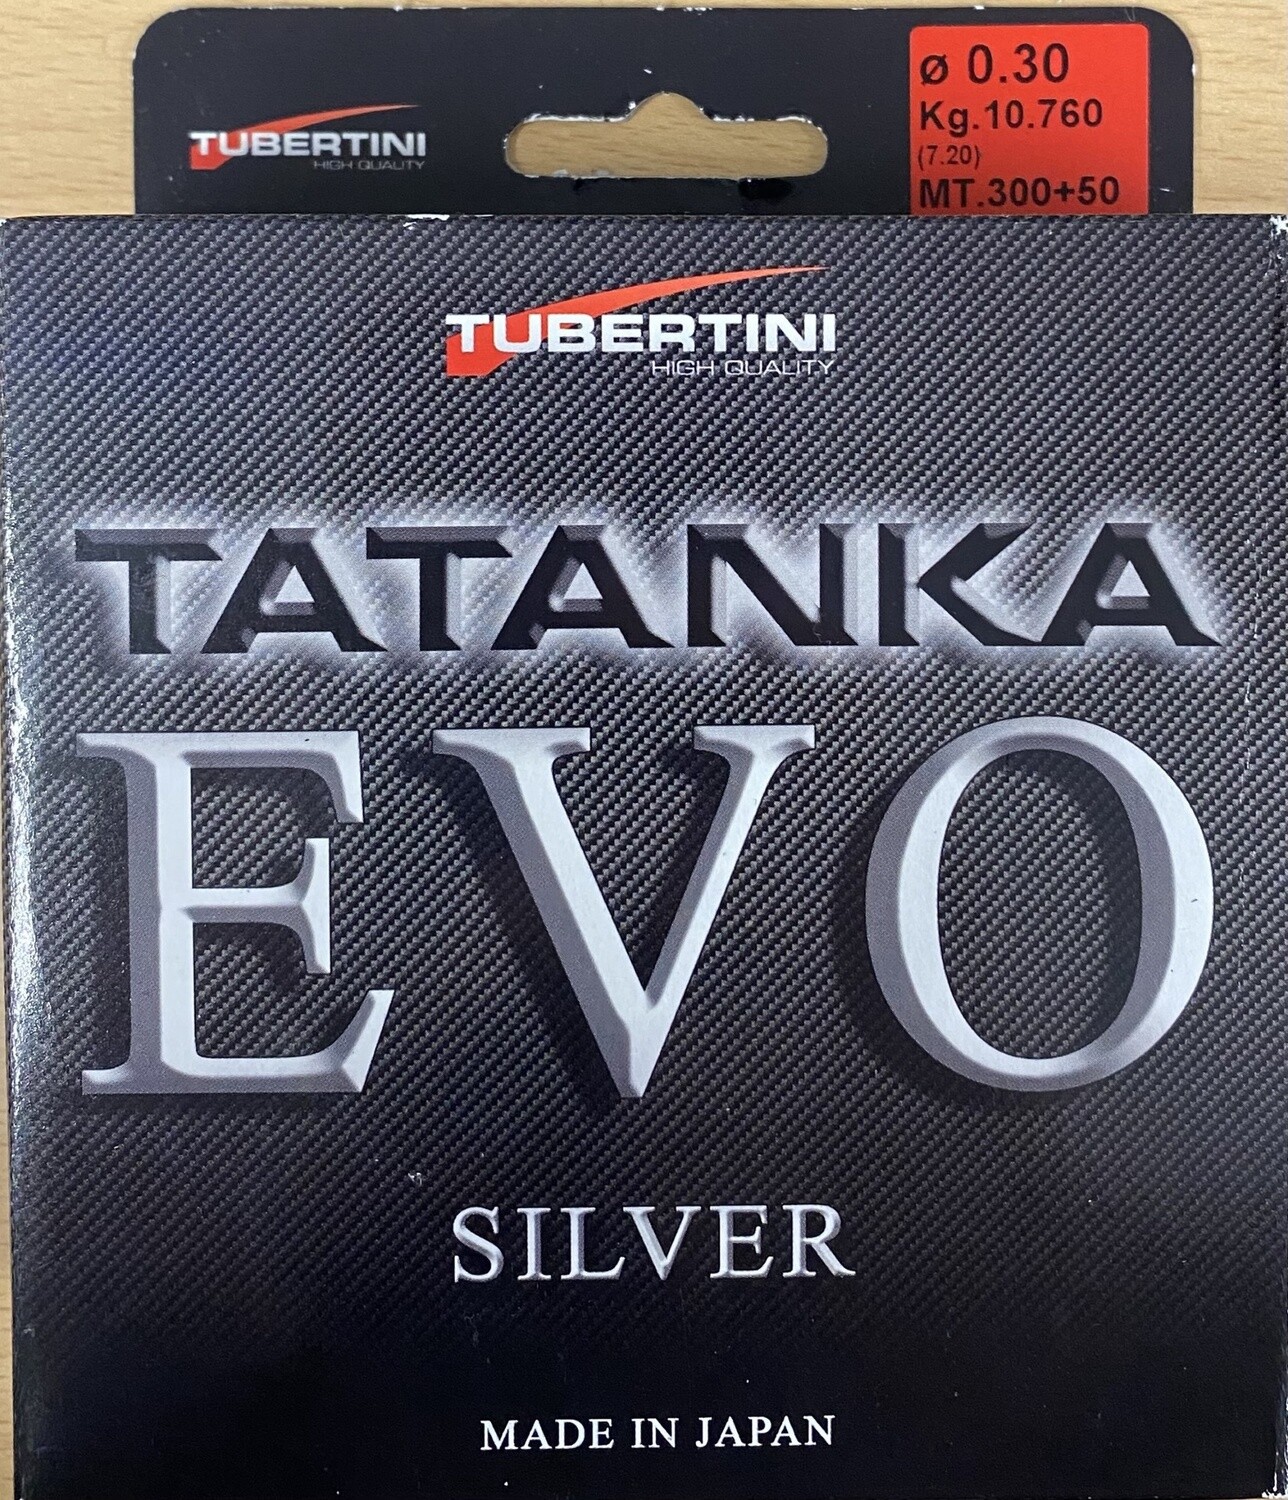 TUBERTINI
HIGH QUALITY
ø 0.30
Kg.10.760
(7.20)
MT.300+50
TUBERTINI
HIGH QUALITY
TATANKA
EVO
SILVER
MADE IN JAPAN